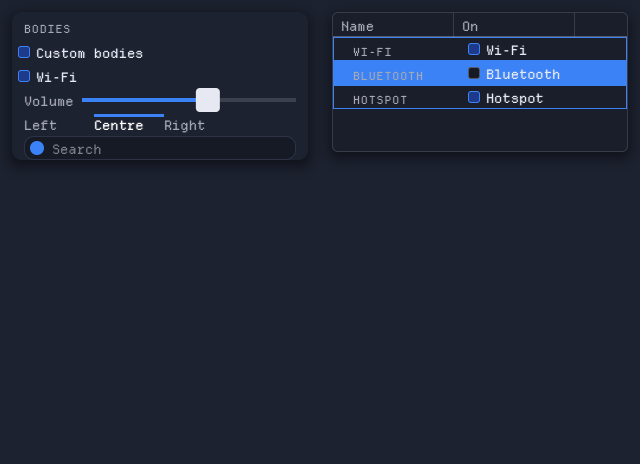 BODIES
Custom bodies
Wi-Fi
Volume
Left Centre Right
Search
Name On
WI-FI Wi-Fi
BLUETOOTH Bluetooth
HOTSPOT Hotspot